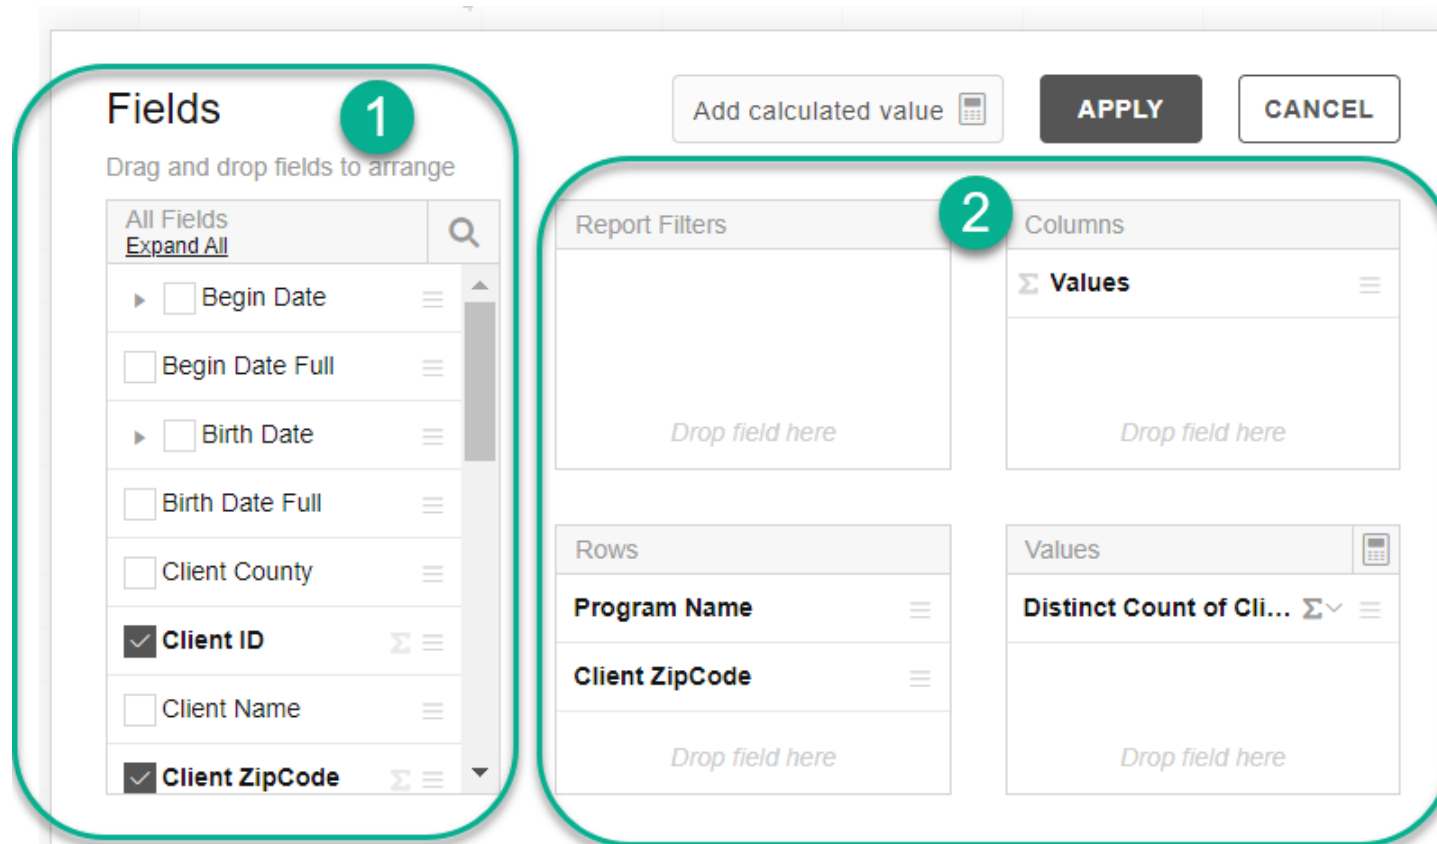 Fields
1
Add calculated value
APPLY
CANCEL
Drag and drop fields to arrange
All Fields
Expand All
Begin Date
Begin Date Full
Birth Date
Birth Date Full
Client County
Client ID
Σ
Client Name
Client ZipCode
Σ
2
Report Filters
Drop field here
Columns
Σ Values
Drop field here
Rows
Program Name
Client ZipCode
Drop field here
Values
Distinct Count of Cli... Σ
Drop field here